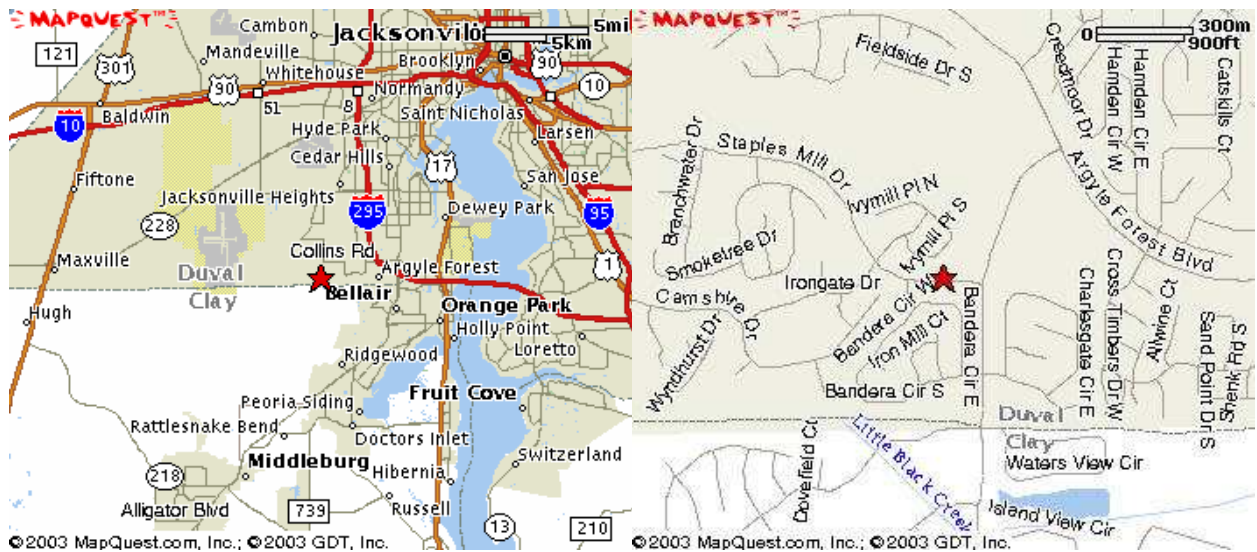 MAPQUEST™
5mi
5km
121
301
Cambon
Mandeville
Jacksonville
Brooklyn
90
90
Whitehouse
51
8
10
Normandy
Baldwin
10
Saint Nicholas
Hyde Park
Larsen
Cedar Hills
17
Fiftone
San Jose
Jacksonville Heights
295
Dewey Park
95
228
Collins Rd
Maxville
Duval
Argyle Forest
1
Clay
Bellair
Orange Park
Hugh
Holly Point
Loretto
Ridgewood
Fruit Cove
Peoria Siding
Rattlesnake Bend
Doctors Inlet
Middleburg
Switzerland
218
Hibernia
Alligator Blvd
739
Russell
13
210
©2003 MapQuest.com, Inc.; ©2003 GDT, Inc.
MAPQUEST™
0
300m
900ft
Fieldside Dr S
Creedmoor Dr
Hamden Cir W
Hamden Cir E
Catskills Ct
Branchwater Dr
Staples Mill Dr
Argyle Forest Blvd
Ivymill Pl N
Ivymill Pl S
Smoketree Dr
Irongate Dr
Camshire Dr
Bandera Cir W
Iron Mill Ct
Bandera Cir E
Bandera Cir S
Wyndhurst Dr
Charlesgate Cir E
Cross Timbers Dr W
Allwine Ct
Sand Point Dr S
Shenk Rd S
Duval
Clay
Dovefield Ct
Little Black Creek
Waters View Cir
Island View Cir
©2003 MapQuest.com, Inc.; ©2003 GDT, Inc.